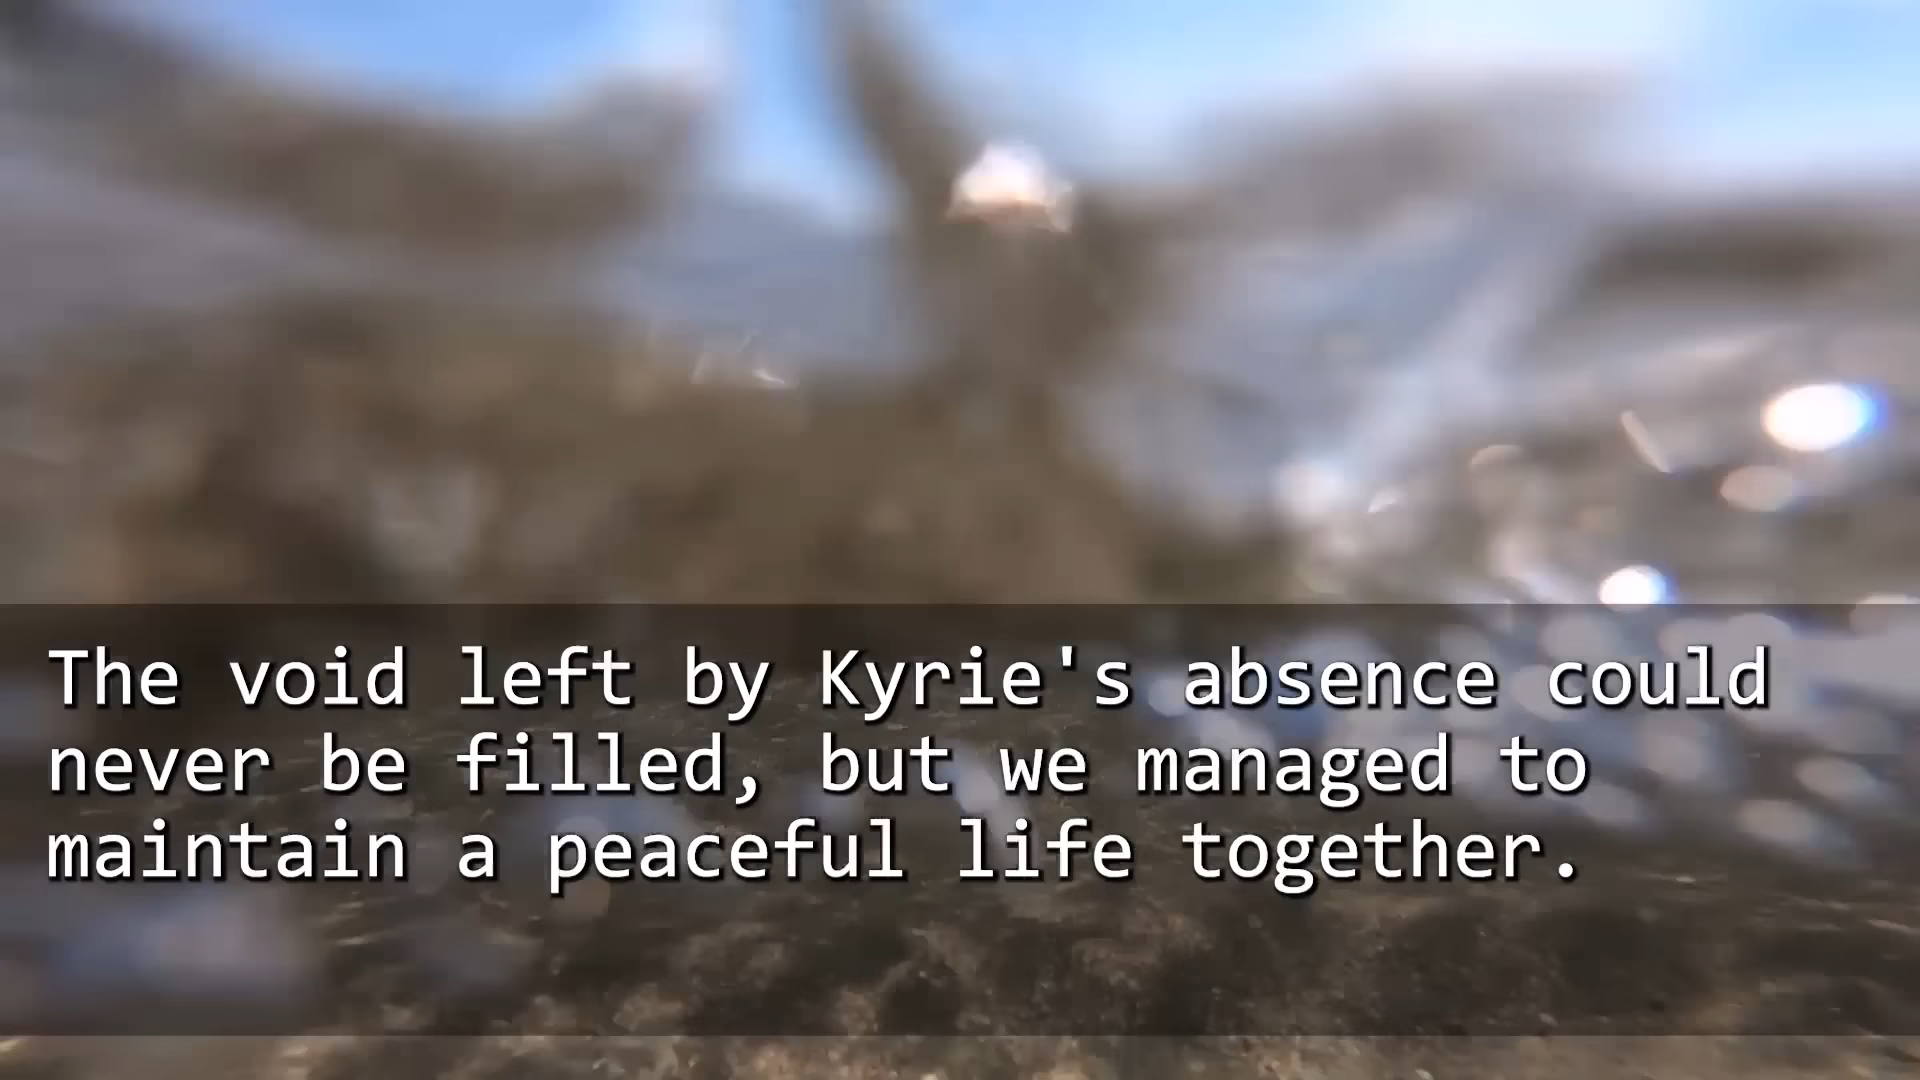 The void left by Kyrie's absence could
never be filled, but we managed to
maintain a peaceful life together.